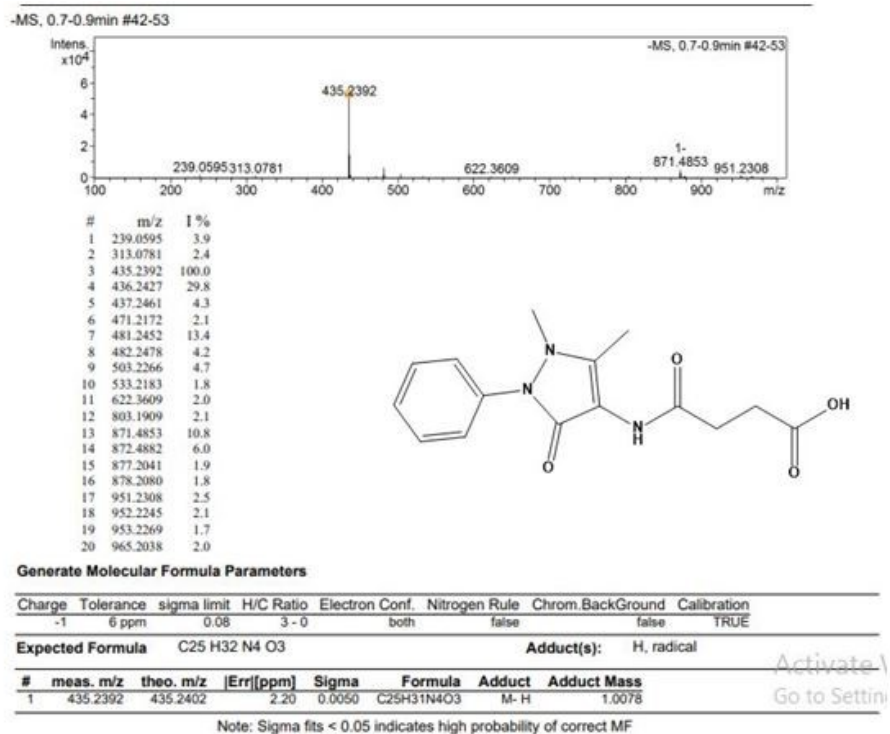 -MS, 0.7-0.9min #42-53
Intens.
x104
-MS, 0.7-0.9min #42-53
6
4
2
0
435.2392
239.0595 313.0781
622.3609
1-
871.4853
951.2308
100 200 300 400 500 600 700 800 900 m/z
# m/z I %
1 239.0595 3.9
2 313.0781 2.4
3 435.2392 100.0
4 436.2427 29.8
5 437.2461 4.3
6 471.2172 2.1
7 481.2452 13.4
8 482.2478 4.2
9 503.2266 4.7
10 533.2183 1.8
11 622.3609 2.0
12 803.1909 2.1
13 871.4853 10.8
14 872.4882 6.0
15 877.2041 1.9
16 878.2080 1.8
17 951.2308 2.5
18 952.2245 2.1
19 953.2269 1.7
20 965.2038 2.0
N
N
O
N
H
O
O
OH
Generate Molecular Formula Parameters
Charge Tolerance sigma limit H/C Ratio Electron Conf. Nitrogen Rule Chrom.BackGround Calibration
-1 6 ppm 0.08 3 - 0 both false false TRUE
Expected Formula C25 H32 N4 O3 Adduct(s): H, radical
# meas. m/z theo. m/z |Err|[ppm] Sigma Formula Adduct Adduct Mass
1 435.2392 435.2402 2.20 0.0050 C25H31N4O3 M- H 1.0078
Note: Sigma fits < 0.05 indicates high probability of correct MF
Activate
Go to Settin